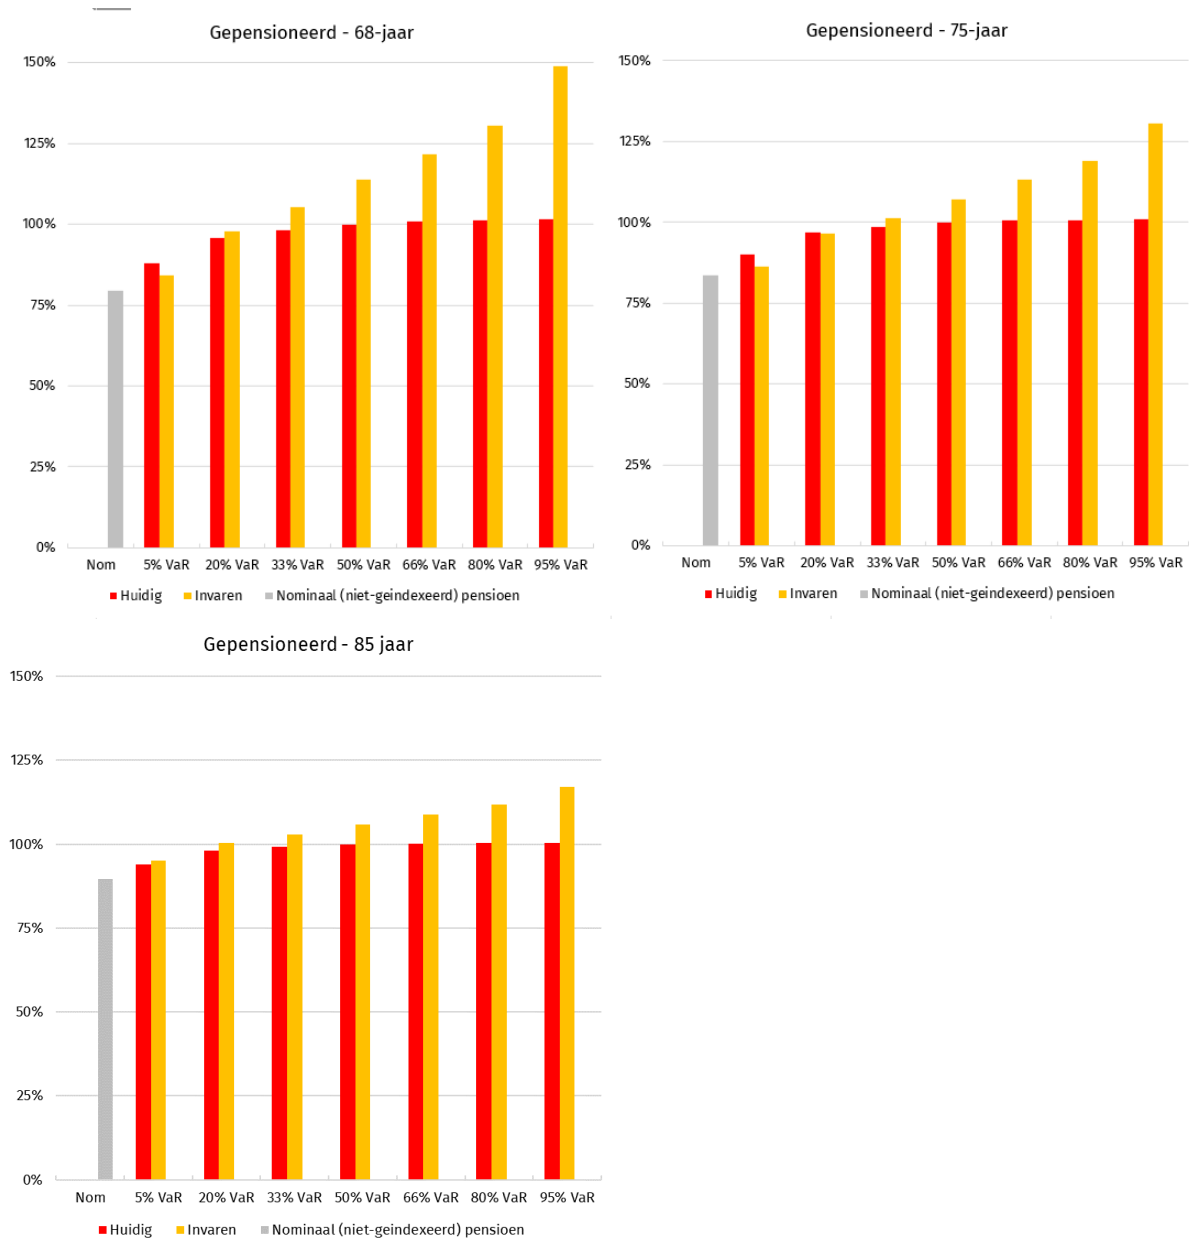 Gepensioneerd - 68-jaar
150%
125%
100%
75%
50%
25%
0%
Nom 5% VaR 20% VaR 33% VaR 50% VaR 66% VaR 80% VaR 95% VaR
Huidig Invaren Nominaal (niet-geindexeerd) pensioen
Gepensioneerd - 75-jaar
150%
125%
100%
75%
50%
25%
0%
Nom 5% VaR 20% VaR 33% VaR 50% VaR 66% VaR 80% VaR 95% VaR
Huidig Invaren Nominaal (niet-geindexeerd) pensioen
Gepensioneerd - 85 jaar
150%
125%
100%
75%
50%
25%
0%
Nom 5% VaR 20% VaR 33% VaR 50% VaR 66% VaR 80% VaR 95% VaR
Huidig Invaren Nominaal (niet-geindexeerd) pensioen